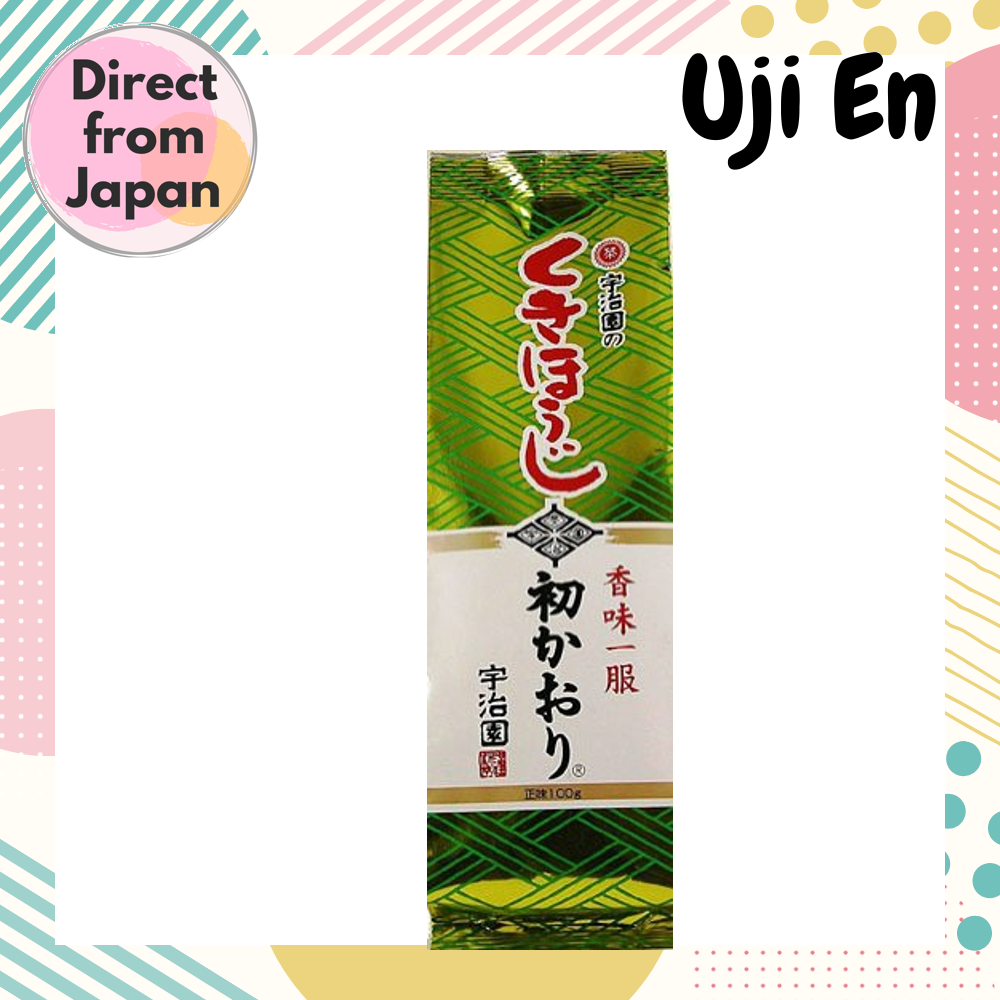 Direct
from
Japan
Uji En
茶
宇治園の
くきほうじ
香味一服
初かおり®
宇治園
正味100g